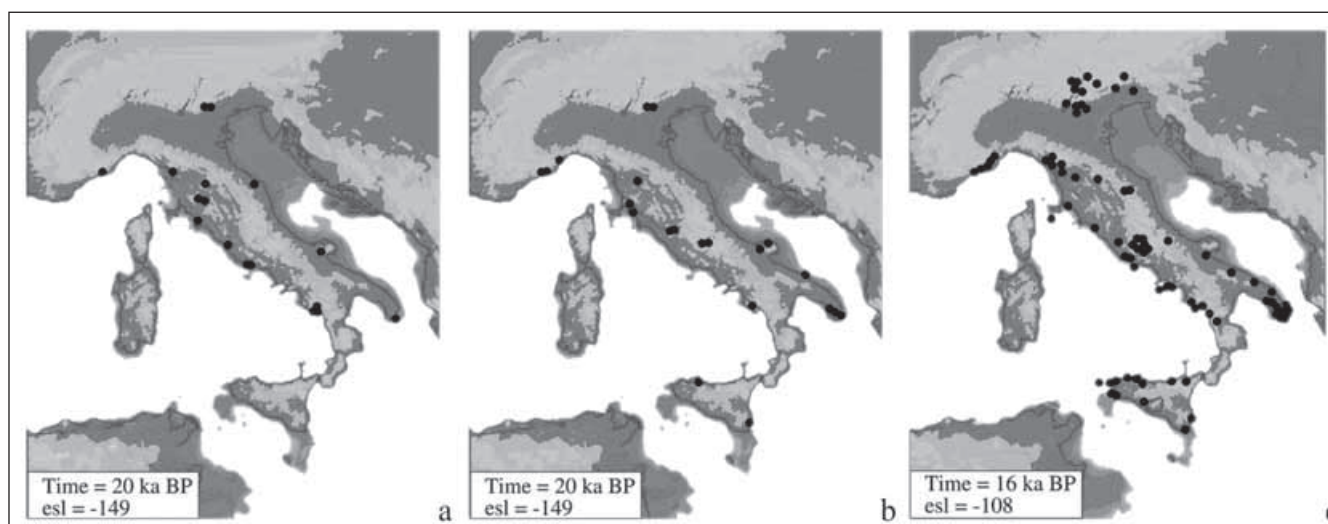 Time = 20 ka BP
esl = -149
a
Time = 20 ka BP
esl = -149
b
Time = 16 ka BP
esl = -108